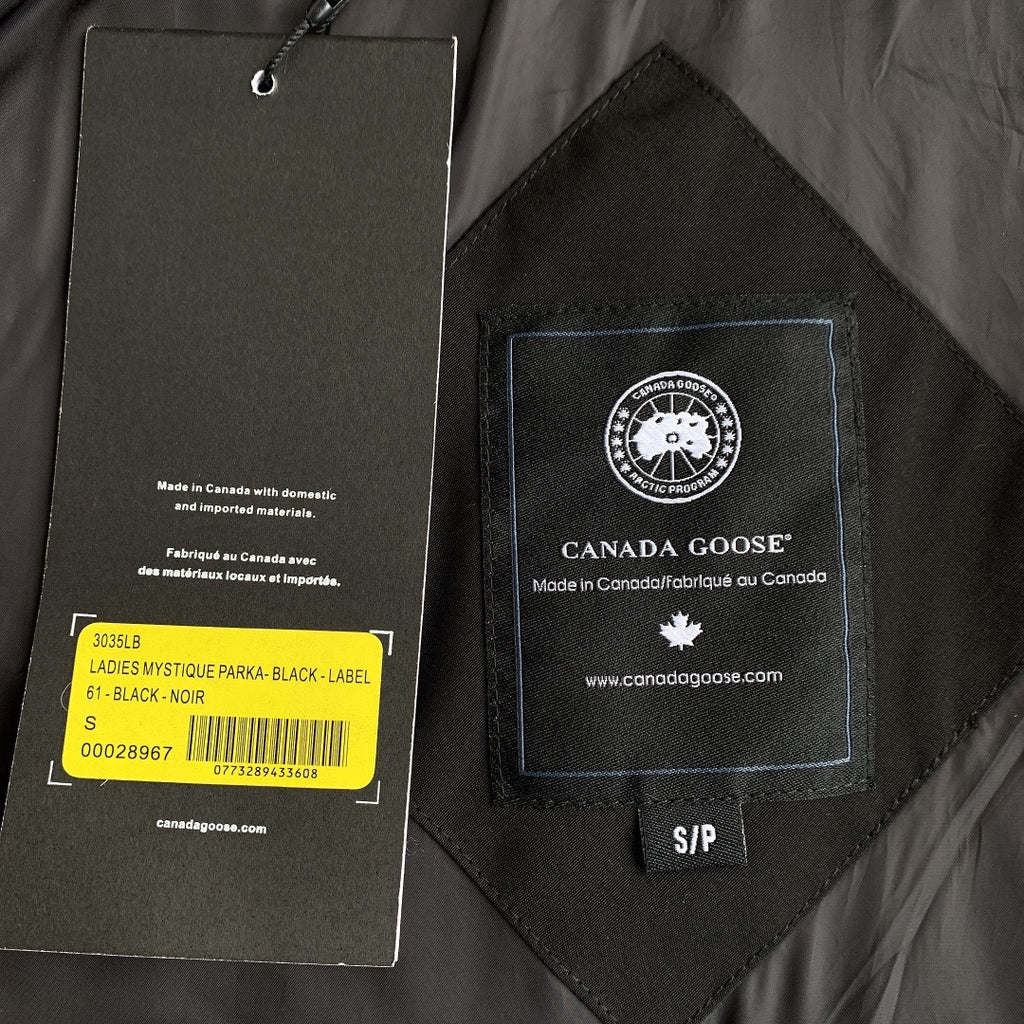 Made in Canada with domestic
and imported materials.
Fabriqué au Canada avec
des matériaux locaux et importés.
3035LB
LADIES MYSTIQUE PARKA- BLACK - LABEL
61 - BLACK - NOIR
S
00028967
0773289433608
canadagoose.com
CANADA GOOSE®
ARCTIC PROGRAM
CANADA GOOSE®
Made in Canada/Fabriqué au Canada
www.canadagoose.com
S/P